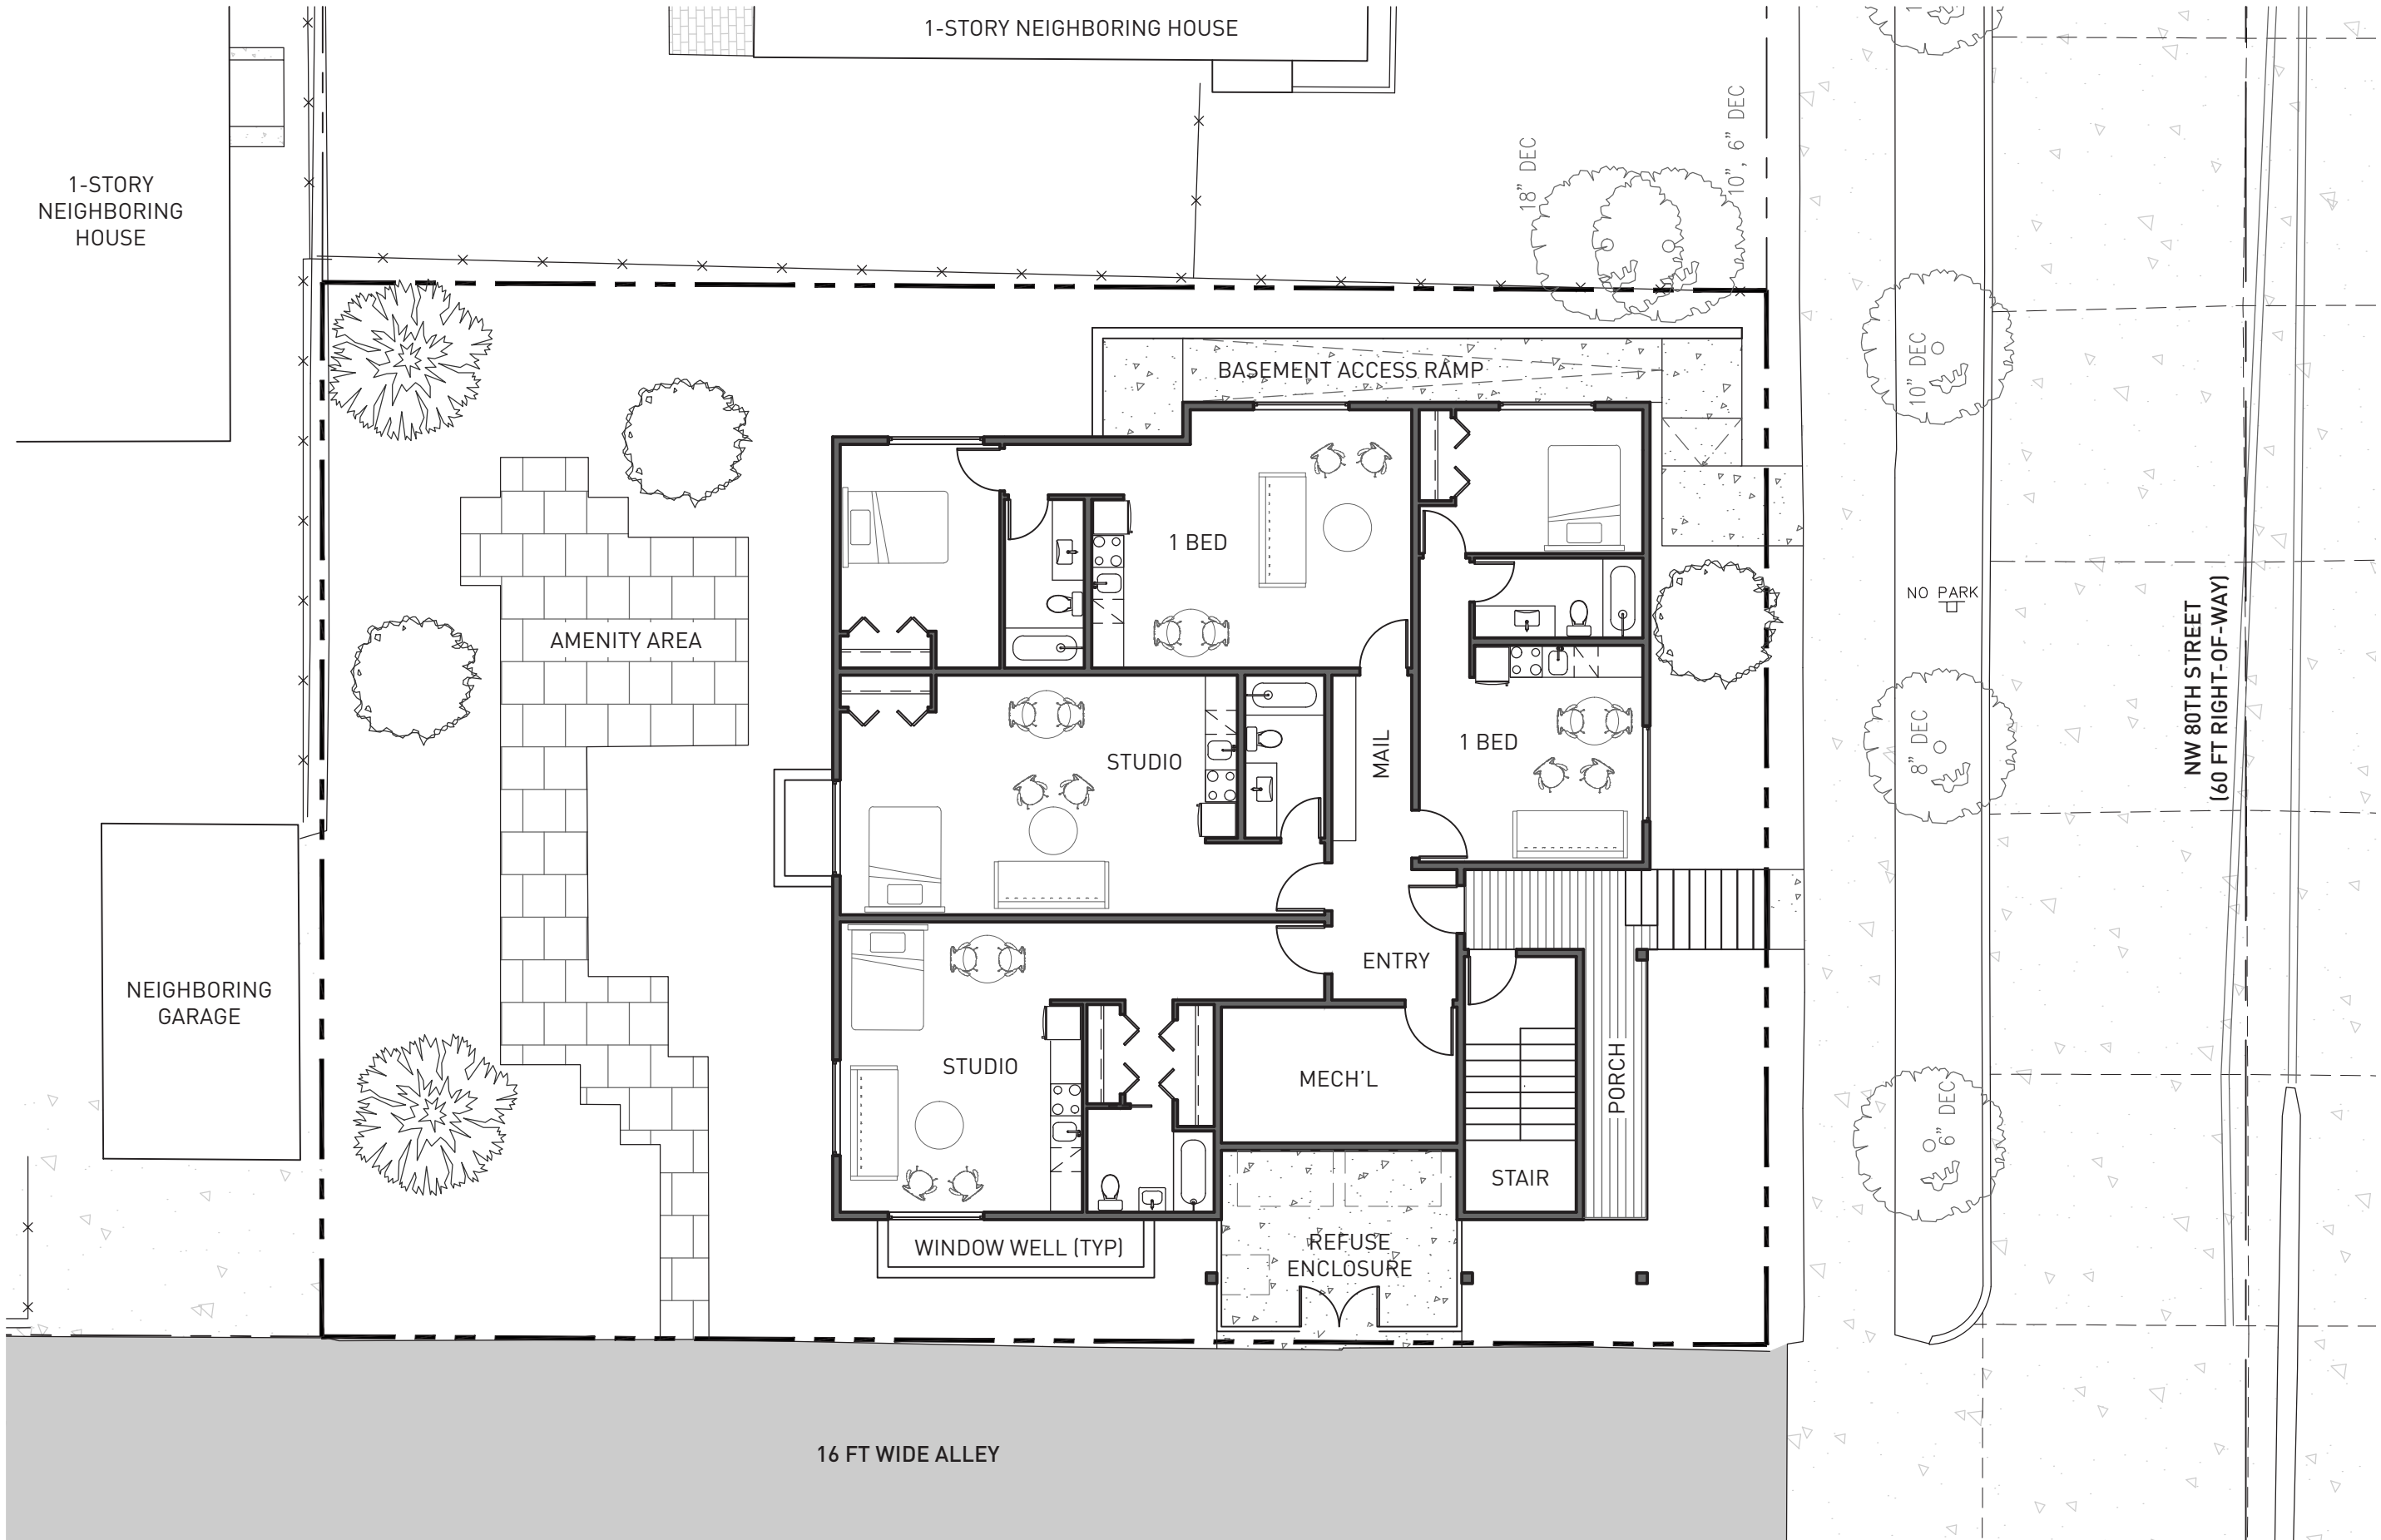 1-STORY NEIGHBORING HOUSE
1-STORY
NEIGHBORING
HOUSE
18" DEC
10", 6" DEC
BASEMENT ACCESS RAMP
10" DEC
1 BED
NO PARK
AMENITY AREA
NW 80TH STREET
(60 FT RIGHT-OF-WAY)
STUDIO
MAIL
1 BED
8" DEC
NEIGHBORING
GARAGE
ENTRY
STUDIO
MECH'L
PORCH
6" DEC
STAIR
WINDOW WELL (TYP)
REFUSE
ENCLOSURE
16 FT WIDE ALLEY